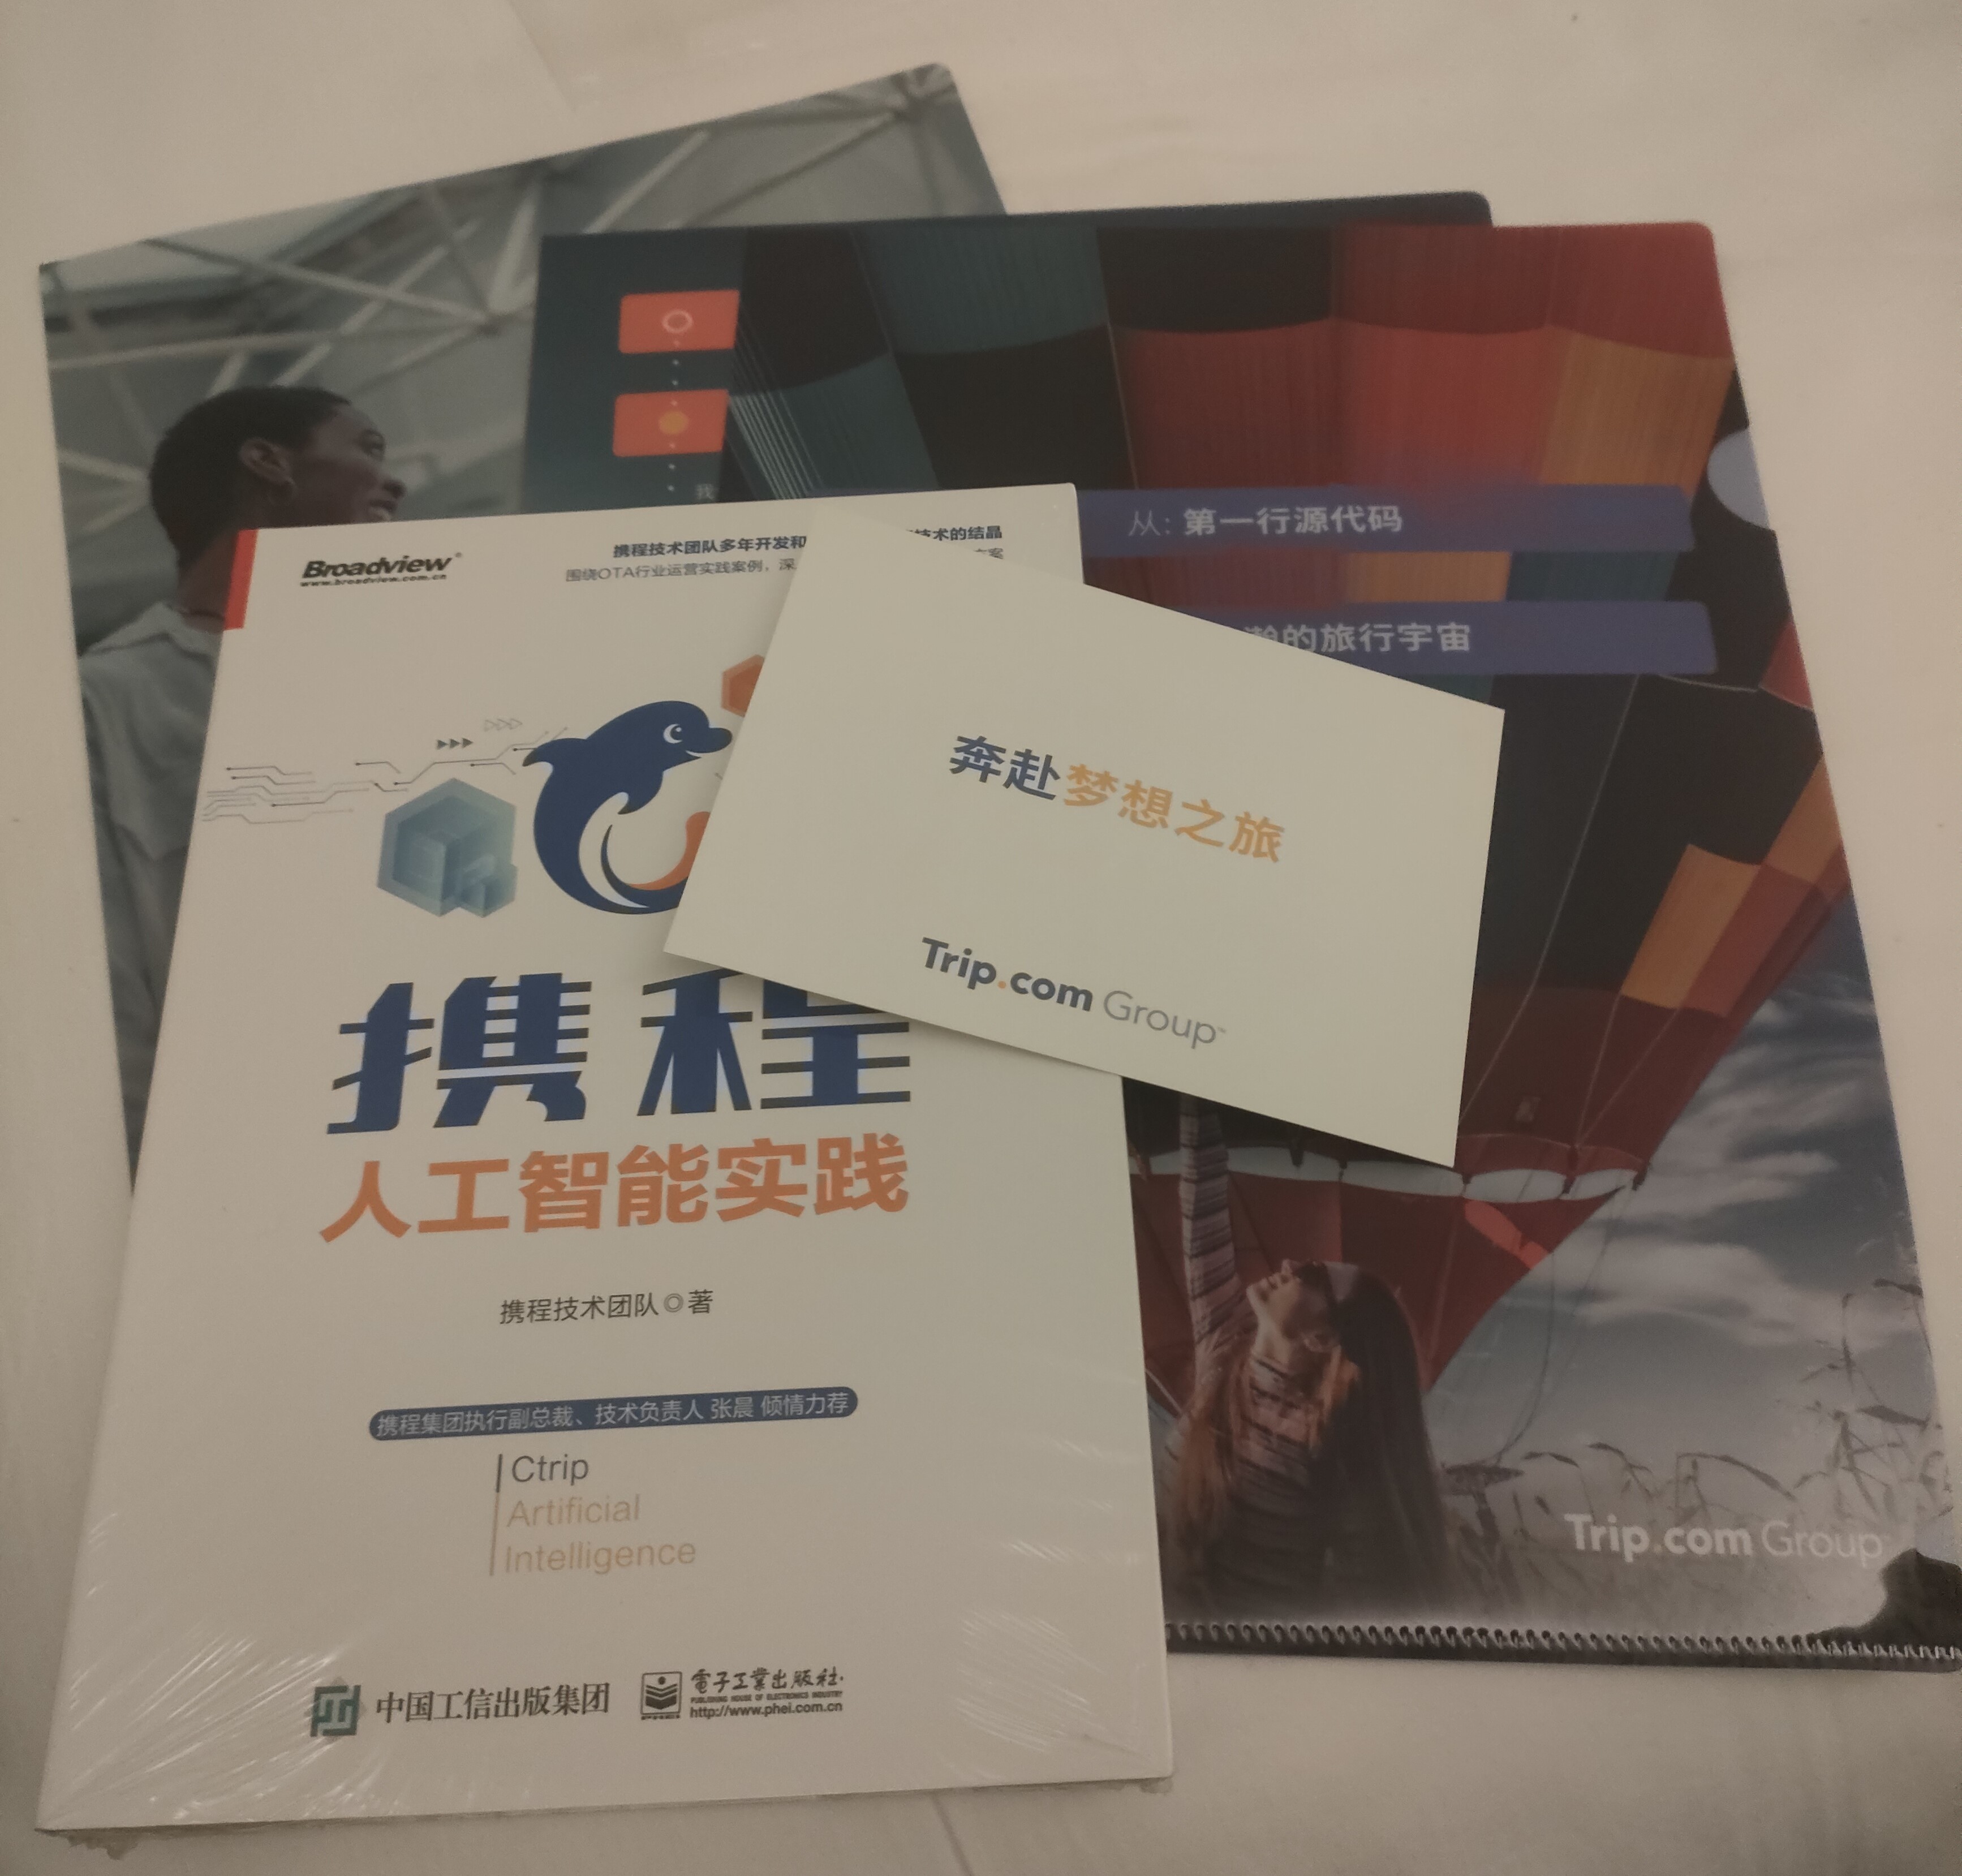 我
从: 第一行源代码
的旅行宇宙
Broadview®
www.broadview.com.cn
携程技术团队多年开发和
技术的结晶
围绕OTA行业运营实践案例，深
方案
奔赴梦想之旅
Trip.com Group™
携程
人工智能实践
携程技术团队◎著
携程集团执行副总裁、技术负责人 张晨 倾情力荐
Ctrip
Artificial
Intelligence
中国工信出版集团
電子工業出版社·
PUBLISHING HOUSE OF ELECTRONICS INDUSTRY
http://www.phei.com.cn
PHEI
Trip.com Group™